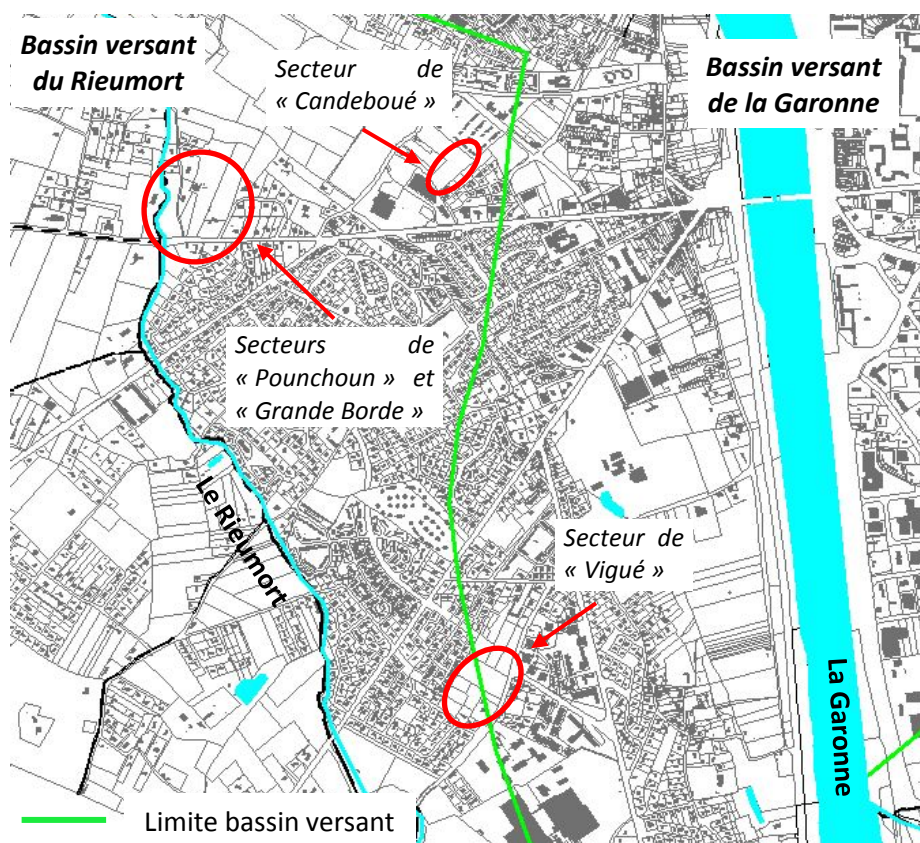 Bassin versant
du Rieumort
Secteur de
« Candeboué »
Bassin versant
de la Garonne
Secteurs de
« Pounchoun » et
« Grande Borde »
Le Rieumort
Secteur de
« Vigué »
La Garonne
Limite bassin versant